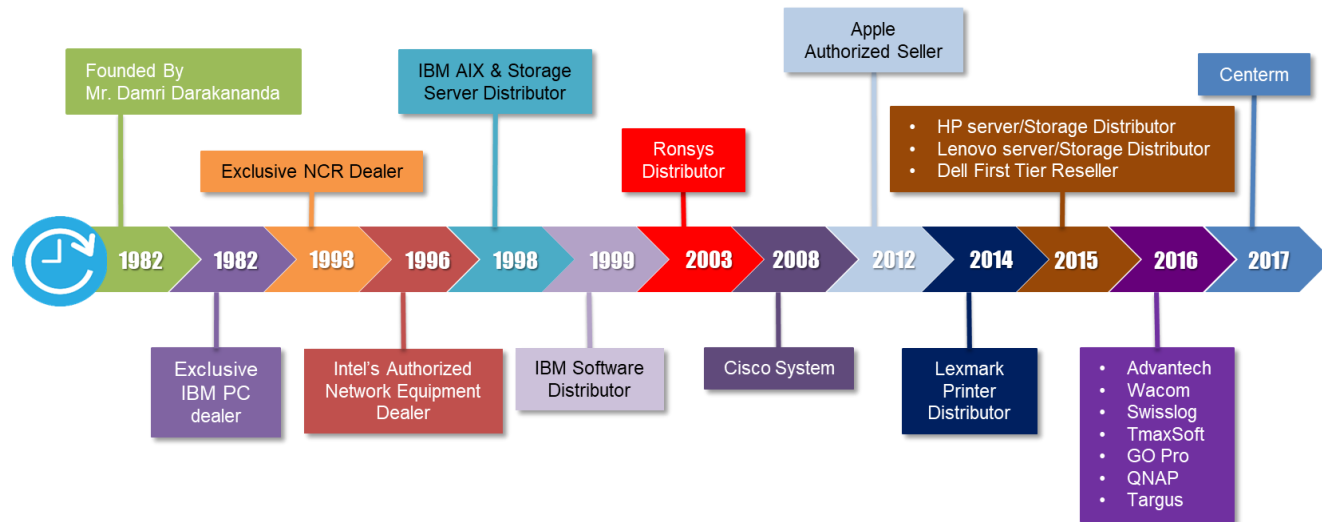 Founded By
Mr. Damri Darakananda
IBM AIX & Storage
Server Distributor
Apple
Authorized Seller
Centerm
Exclusive NCR Dealer
Ronsys
Distributor
• HP server/Storage Distributor
• Lenovo server/Storage Distributor
• Dell First Tier Reseller
1982
1982
1993
1996
1998
1999
2003
2008
2012
2014
2015
2016
2017
Exclusive
IBM PC
dealer
Intel's Authorized
Network Equipment
Dealer
IBM Software
Distributor
Cisco System
Lexmark
Printer
Distributor
• Advantech
• Wacom
• Swisslog
• TmaxSoft
• GO Pro
• QNAP
• Targus